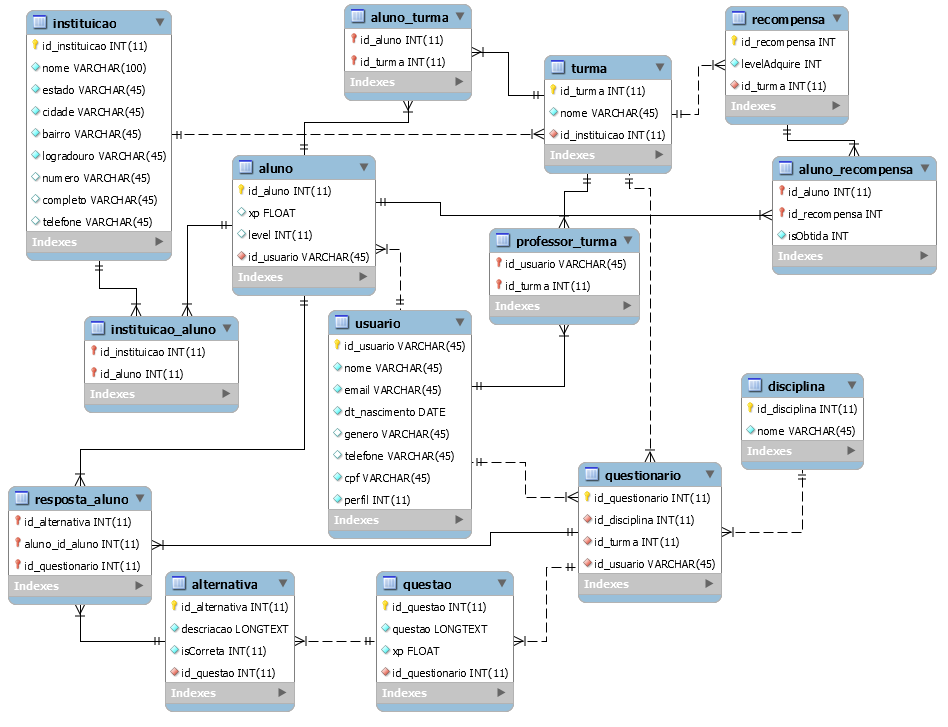 instituicao
id_instituicao INT(11)
nome VARCHAR(100)
estado VARCHAR(45)
cidade VARCHAR(45)
bairro VARCHAR(45)
logradouro VARCHAR(45)
numero VARCHAR(45)
completo VARCHAR(45)
telefone VARCHAR(45)
Indexes
aluno_turma
id_aluno INT(11)
id_turma INT(11)
Indexes
turma
id_turma INT(11)
nome VARCHAR(45)
id_instituicao INT(11)
Indexes
recompensa
id_recompensa INT
levelAdquire INT
id_turma INT(11)
Indexes
aluno
id_aluno INT(11)
xp FLOAT
level INT(11)
id_usuario VARCHAR(45)
Indexes
aluno_recompensa
id_aluno INT(11)
id_recompensa INT
isObtida INT
Indexes
professor_turma
id_usuario VARCHAR(45)
id_turma INT(11)
Indexes
instituicao_aluno
id_instituicao INT(11)
id_aluno INT(11)
Indexes
usuario
id_usuario VARCHAR(45)
nome VARCHAR(45)
email VARCHAR(45)
dt_nascimento DATE
genero VARCHAR(45)
telefone VARCHAR(45)
cpf VARCHAR(45)
perfil INT(11)
Indexes
disciplina
id_disciplina INT(11)
nome VARCHAR(45)
Indexes
questionario
id_questionario INT(11)
id_disciplina INT(11)
id_turma INT(11)
id_usuario VARCHAR(45)
Indexes
resposta_aluno
id_alternativa INT(11)
aluno_id_aluno INT(11)
id_questionario INT(11)
Indexes
alternativa
id_alternativa INT(11)
descriacao LONGTEXT
isCorreta INT(11)
id_questao INT(11)
Indexes
questao
id_questao INT(11)
questao LONGTEXT
xp FLOAT
id_questionario INT(11)
Indexes